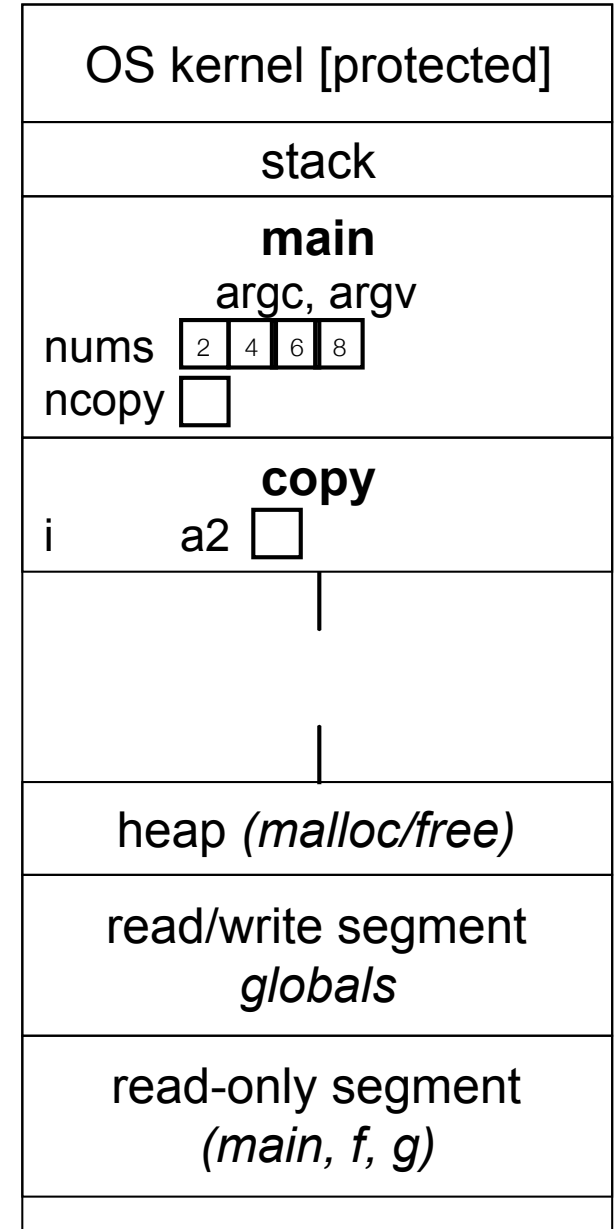 OS kernel [protected]
stack
main
argc, argv
nums 2 4 6 8
ncopy
copy
i a2
heap (malloc/free)
read/write segment
globals
read-only segment
(main, f, g)